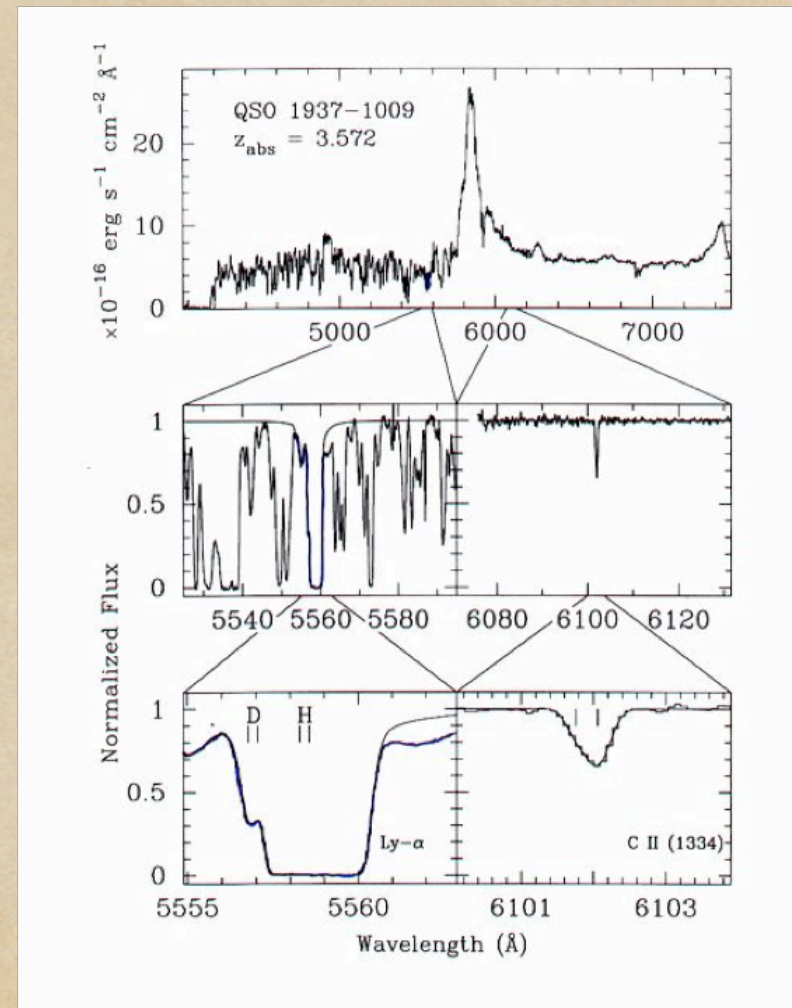 ×10−16 erg s−1 cm−2 Å−1
QSO 1937−1009
zabs = 3.572
20
10
0
5000 6000 7000
Normalized Flux
1
0.5
0
5540 5560 5580 6080 6100 6120
D H
1
0.5
0
Ly−α
C II (1334)
5555 5560 6101 6103
Wavelength (Å)